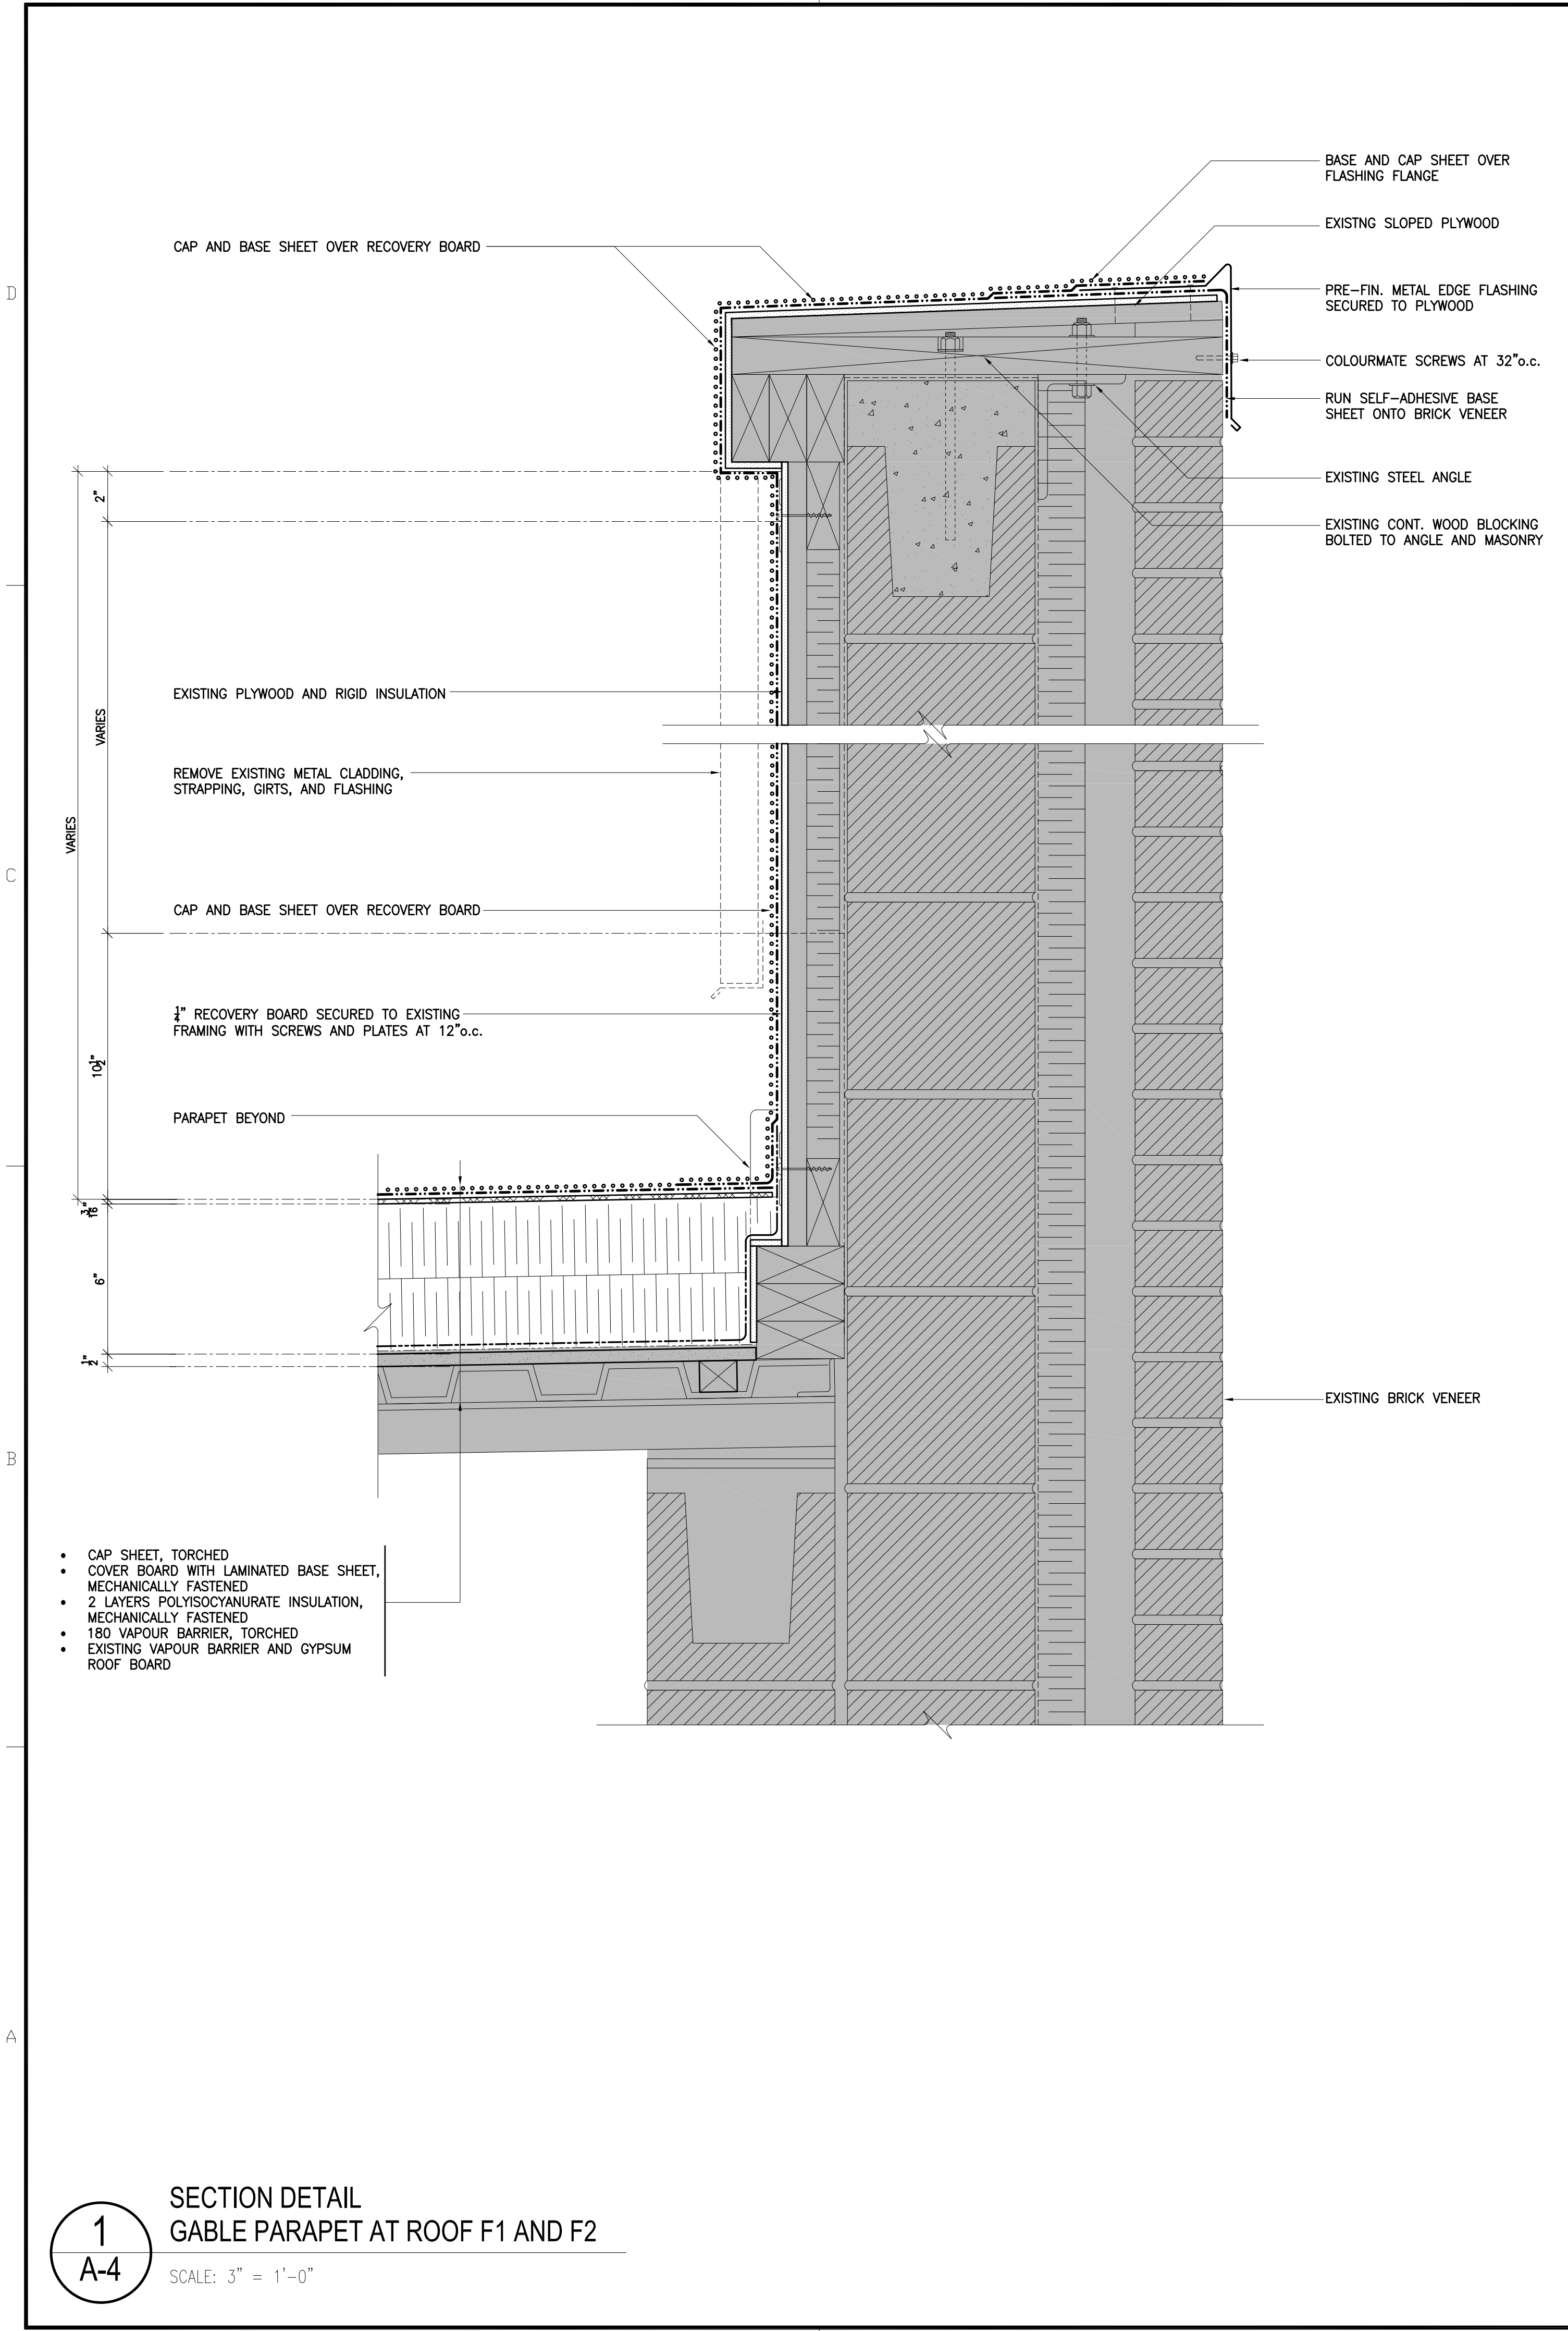 BASE AND CAP SHEET OVER
FLASHING FLANGE
EXISTNG SLOPED PLYWOOD
CAP AND BASE SHEET OVER RECOVERY BOARD
D
PRE-FIN. METAL EDGE FLASHING
SECURED TO PLYWOOD
COLOURMATE SCREWS AT 32"o.c.
RUN SELF-ADHESIVE BASE
SHEET ONTO BRICK VENEER
EXISTING STEEL ANGLE
2"
EXISTING CONT. WOOD BLOCKING
BOLTED TO ANGLE AND MASONRY
EXISTING PLYWOOD AND RIGID INSULATION
VARIES
REMOVE EXISTING METAL CLADDING,
STRAPPING, GIRTS, AND FLASHING
VARIES
C
CAP AND BASE SHEET OVER RECOVERY BOARD
1/4" RECOVERY BOARD SECURED TO EXISTING
FRAMING WITH SCREWS AND PLATES AT 12"o.c.
10 1/2"
PARAPET BEYOND
3/16"
6"
1/2"
EXISTING BRICK VENEER
B
• CAP SHEET, TORCHED
• COVER BOARD WITH LAMINATED BASE SHEET,
MECHANICALLY FASTENED
• 2 LAYERS POLYISOCYANURATE INSULATION,
MECHANICALLY FASTENED
• 180 VAPOUR BARRIER, TORCHED
• EXISTING VAPOUR BARRIER AND GYPSUM
ROOF BOARD
A
1
A-4
SECTION DETAIL
GABLE PARAPET AT ROOF F1 AND F2
SCALE: 3" = 1'-0"